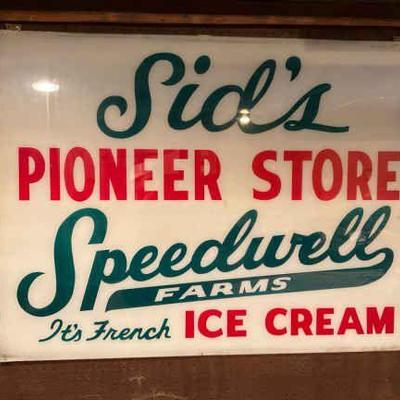 Sid's
PIONEER STORE
Speedwell
FARMS
It's French ICE CREAM